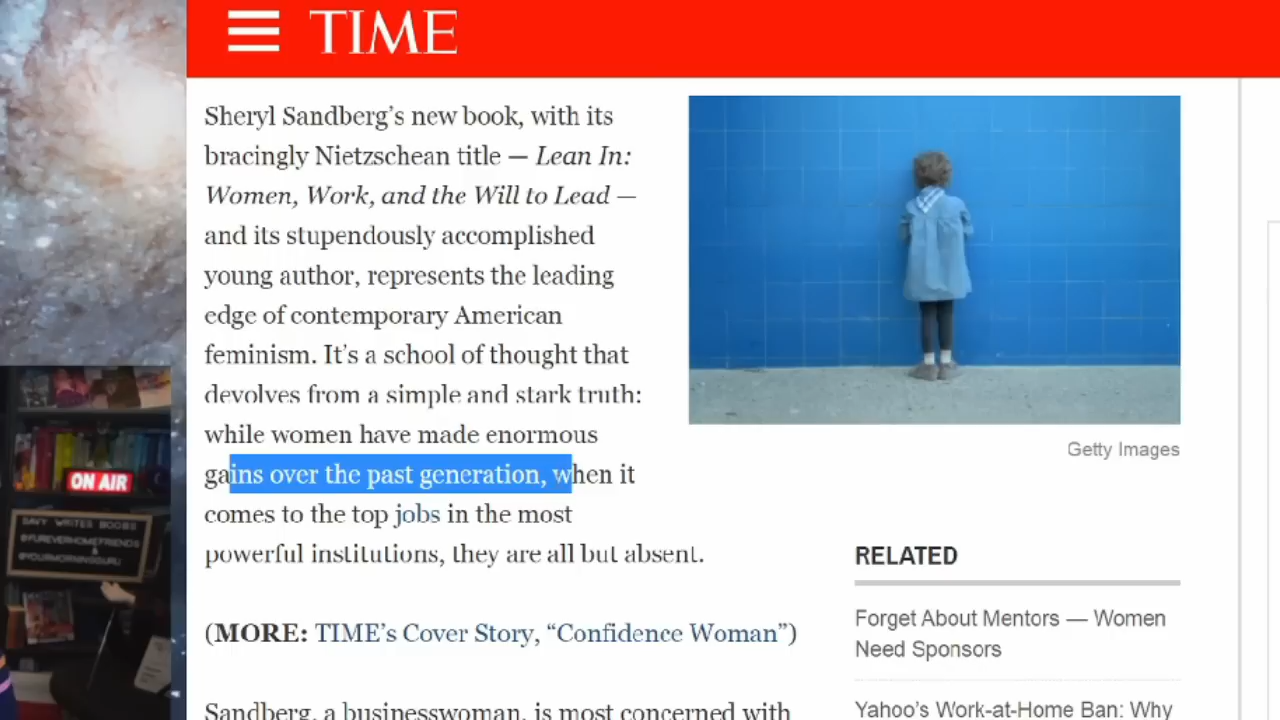 TIME
Sheryl Sandberg's new book, with its
bracingly Nietzschean title — Lean In:
Women, Work, and the Will to Lead —
and its stupendously accomplished
young author, represents the leading
edge of contemporary American
feminism. It's a school of thought that
devolves from a simple and stark truth:
while women have made enormous
gains over the past generation, when it
comes to the top jobs in the most
powerful institutions, they are all but absent.
(MORE: TIME's Cover Story, “Confidence Woman”)
Sandberg, a businesswoman, is most concerned with
Getty Images
RELATED
Forget About Mentors — Women
Need Sponsors
Yahoo's Work-at-Home Ban: Why
ON AIR
SAVY WRITES BOOBS
@FUREVERHOMEFRIENDS
&
@YOURMORNINGGURU